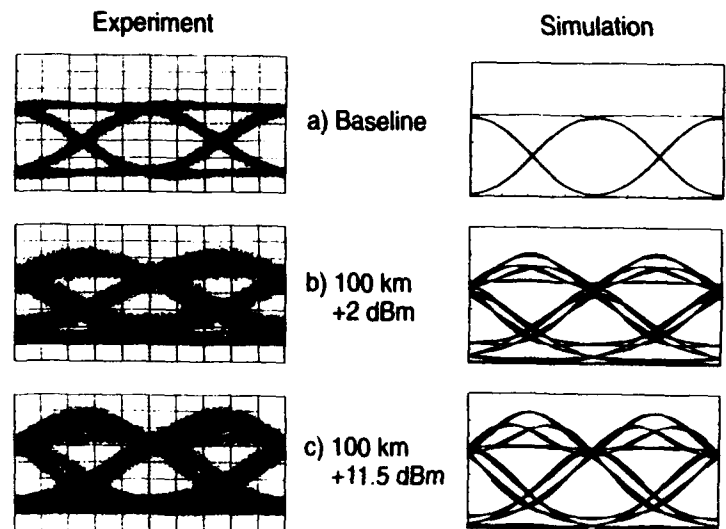 Experiment
Simulation
a) Baseline
b) 100 km
+2 dBm
c) 100 km
+11.5 dBm